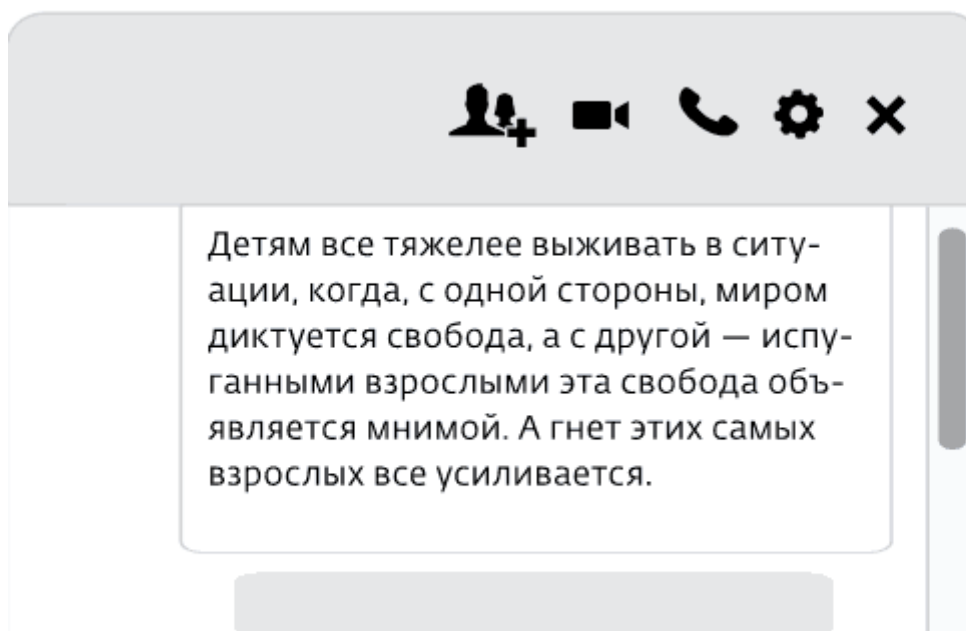 Детям все тяжелее выживать в ситу-
ации, когда, с одной стороны, миром
диктуется свобода, а с другой — испу-
ганными взрослыми эта свобода объ-
является мнимой. А гнет этих самых
взрослых все усиливается.